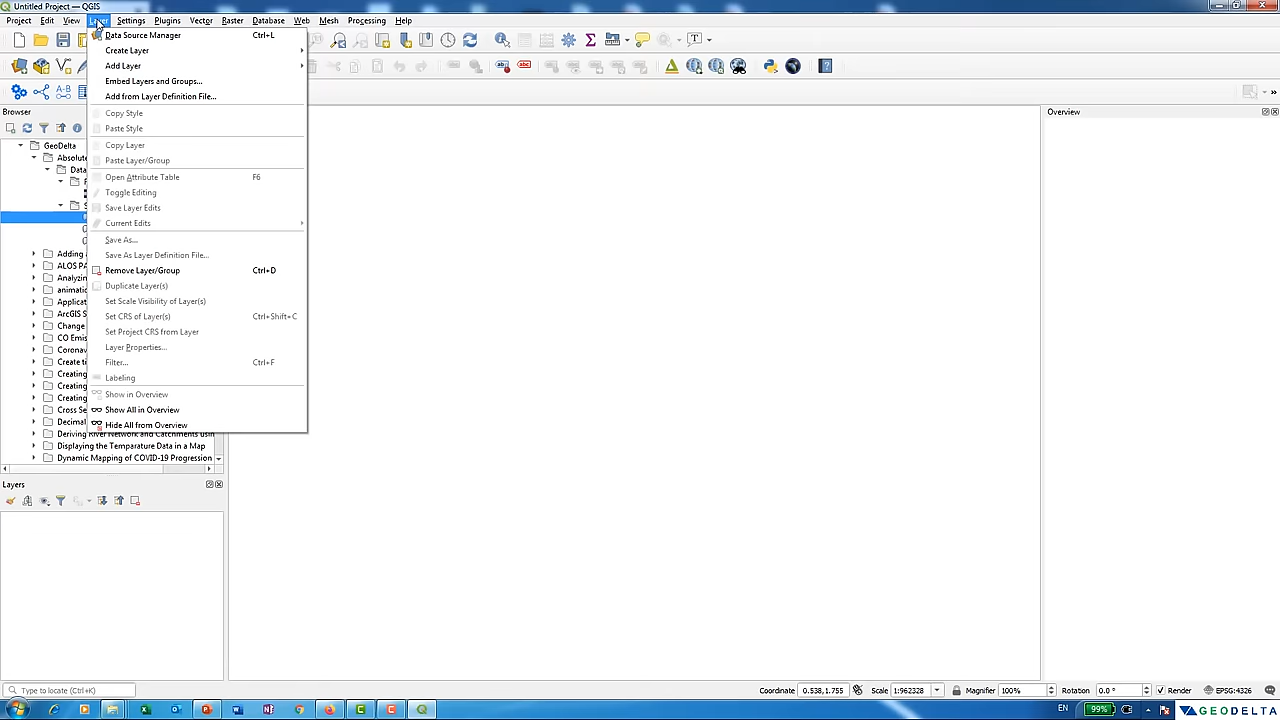 Untitled Project — QGIS
Project Edit View Layer Settings Plugins Vector Raster Database Web Mesh Processing Help
Browser
GeoDelta
Absolute
Data
Adding a
ALOS PA
Analyzin
animatio
Applicat
ArcGIS S
Change
CO Emis
Coronav
Create ti
Creating
Creating
Creating
Cross Se
Decimal
Deriving River Network and Catchments usin
Displaying the Temparature Data in a Map
Dynamic Mapping of COVID-19 Progression
Data Source Manager Ctrl+L
Create Layer
Add Layer
Embed Layers and Groups...
Add from Layer Definition File...
Copy Style
Paste Style
Copy Layer
Paste Layer/Group
Open Attribute Table F6
Toggle Editing
Save Layer Edits
Current Edits
Save As...
Save As Layer Definition File...
Remove Layer/Group Ctrl+D
Duplicate Layer(s)
Set Scale Visibility of Layer(s)
Set CRS of Layer(s) Ctrl+Shift+C
Set Project CRS from Layer
Layer Properties...
Filter... Ctrl+F
Labeling
Show in Overview
Show All in Overview
Hide All from Overview
Overview
Layers
Type to locate (Ctrl+K)
Coordinate 0.538,1.755 Scale 1:962328 Magnifier 100% Rotation 0.0 ° Render EPSG:4326
EN 99% GEODELTA